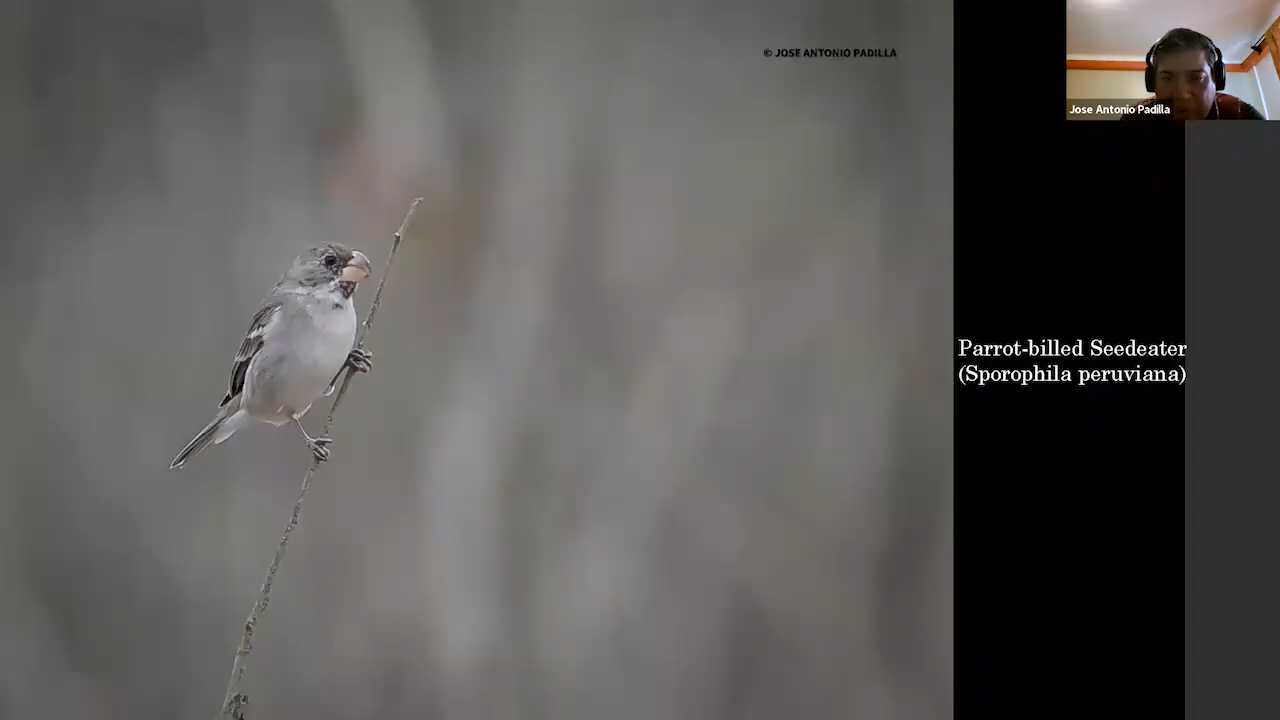 © JOSE ANTONIO PADILLA
Jose Antonio Padilla
Parrot-billed Seedeater
(Sporophila peruviana)